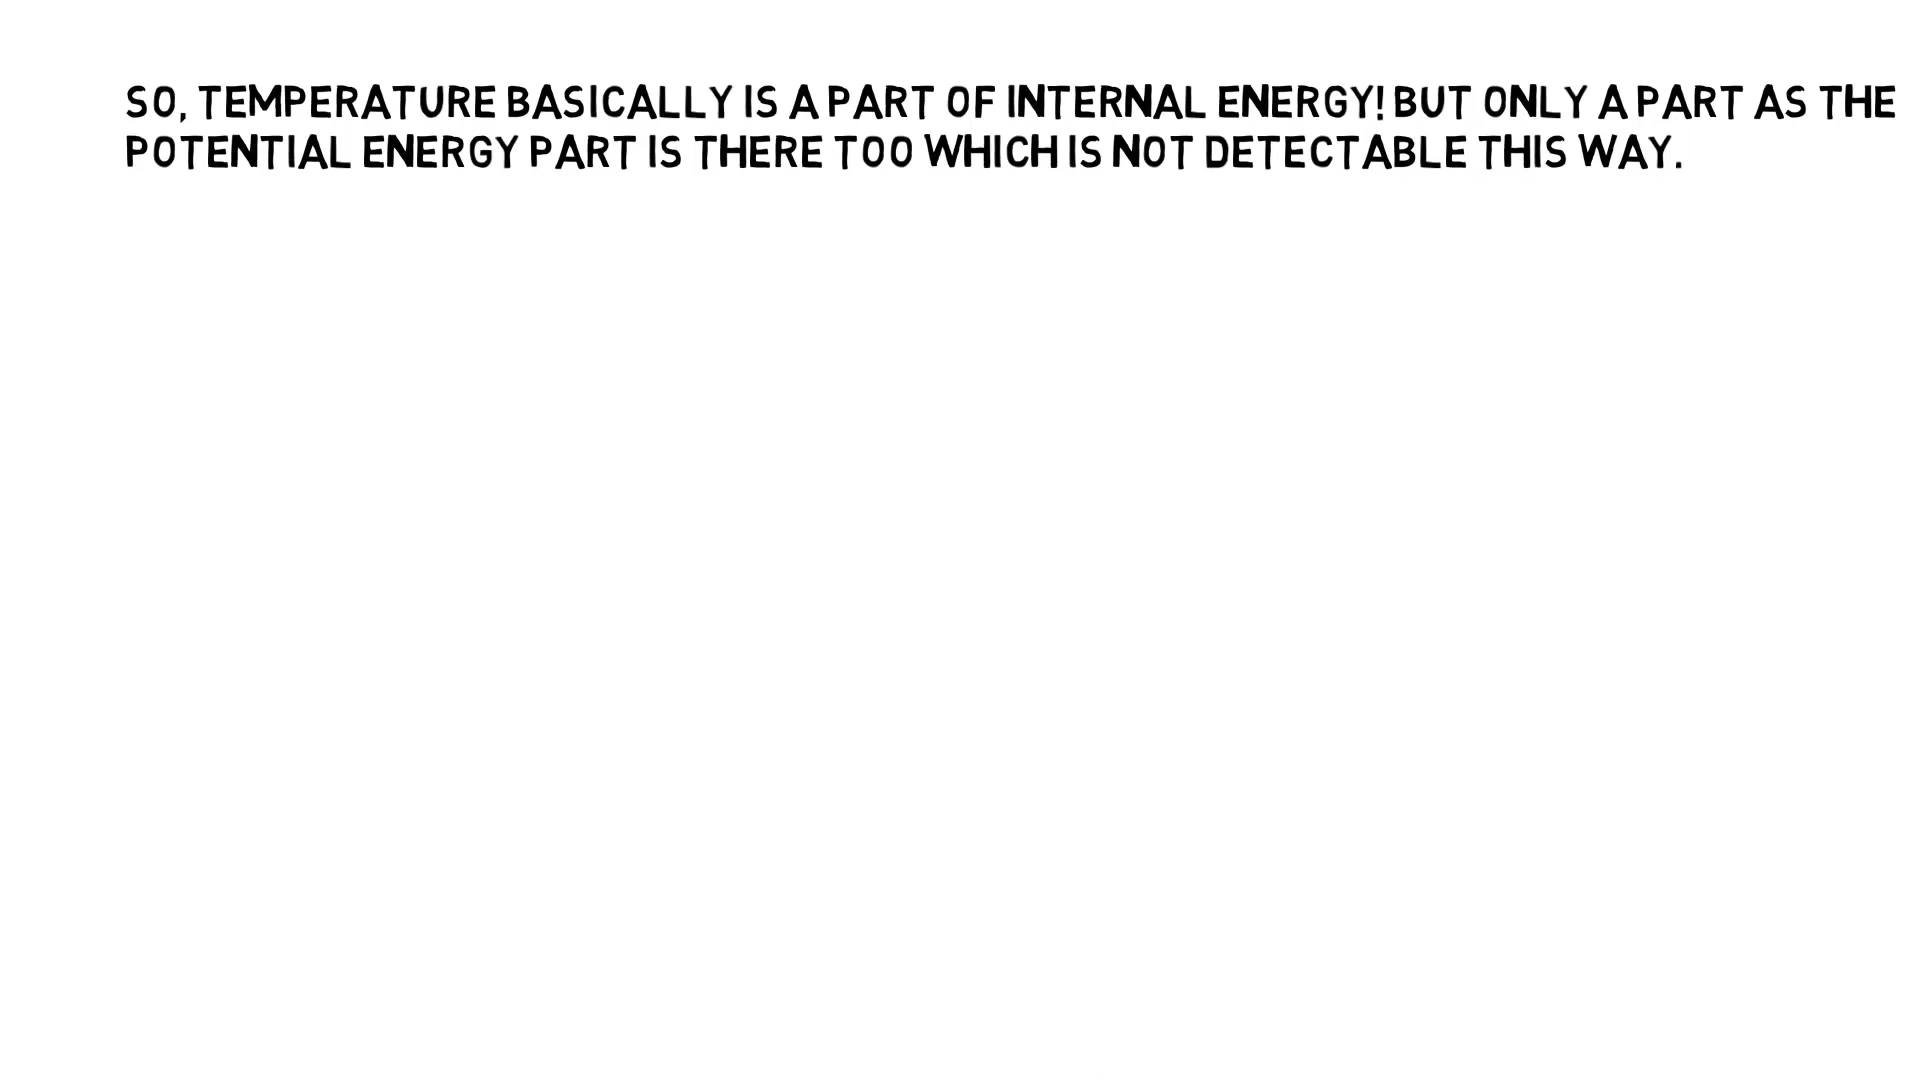 SO, TEMPERATURE BASICALLY IS A PART OF INTERNAL ENERGY! BUT ONLY A PART AS THE
POTENTIAL ENERGY PART IS THERE TOO WHICH IS NOT DETECTABLE THIS WAY.